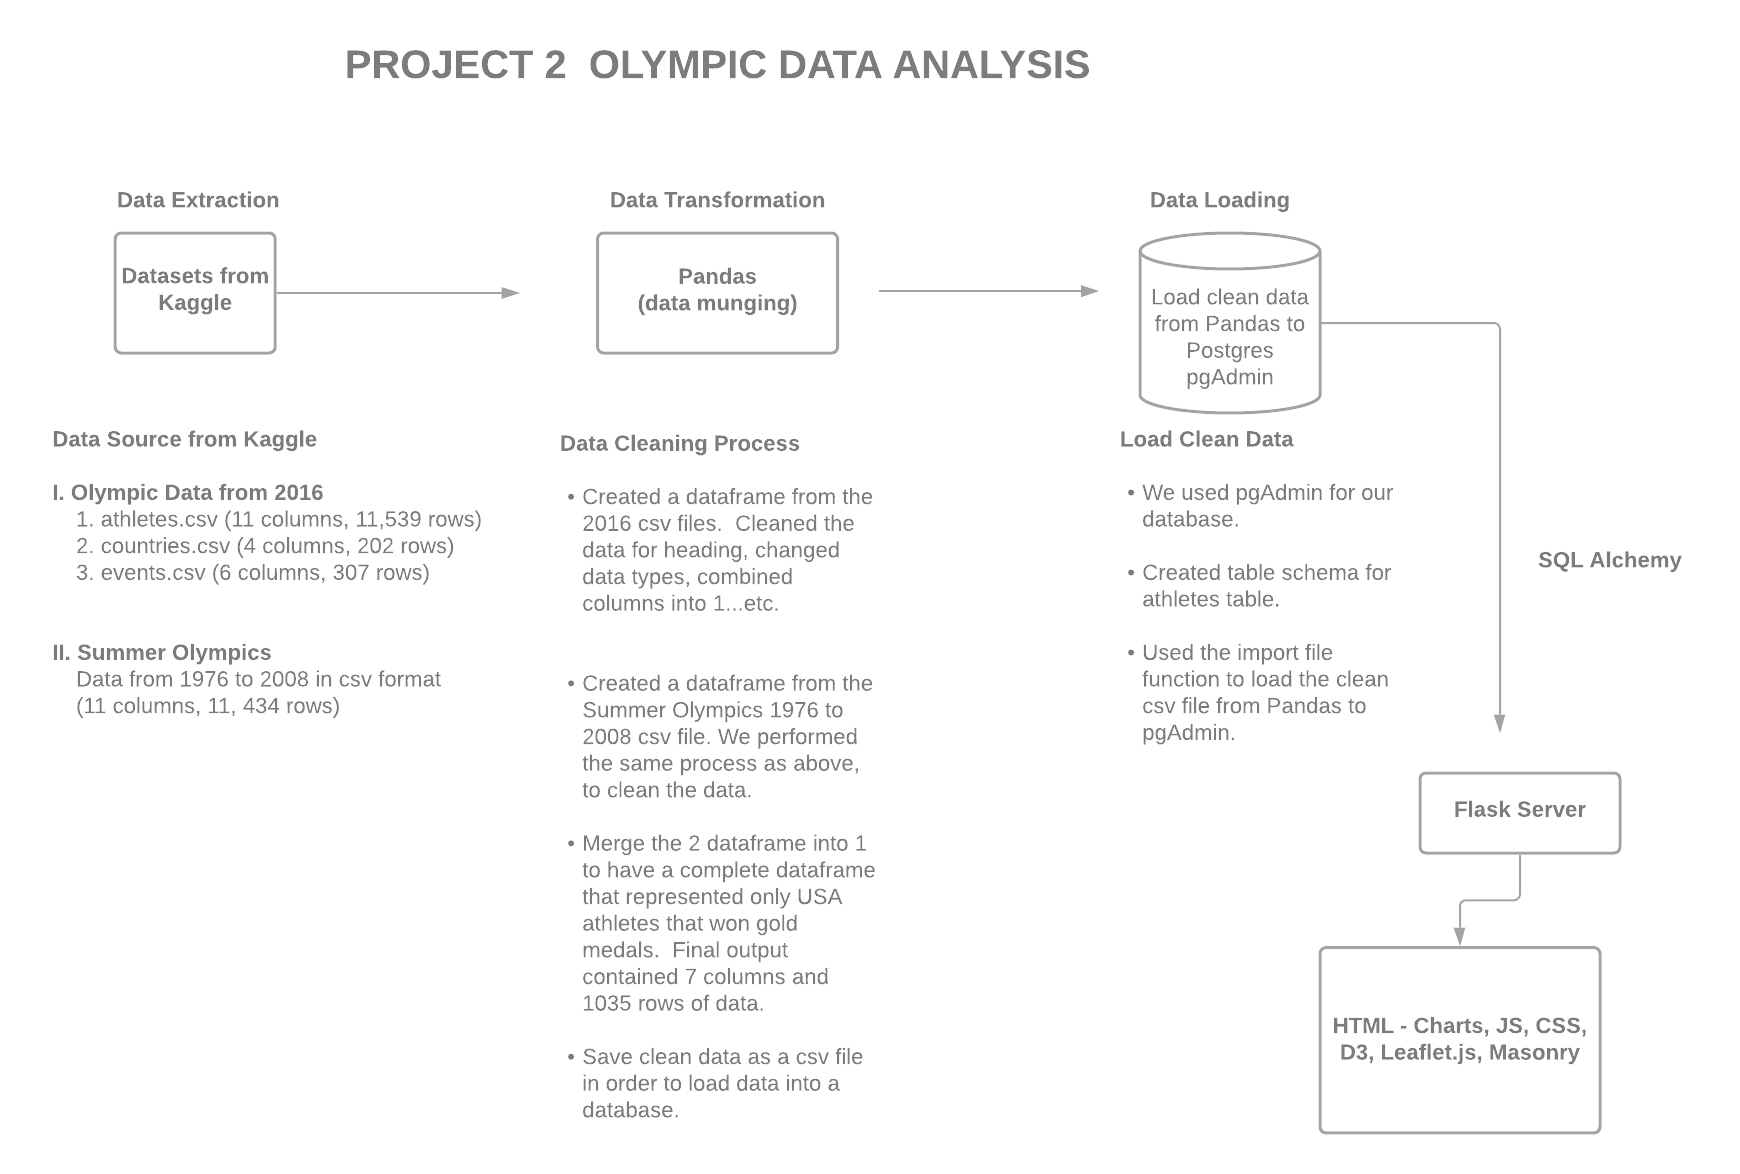 PROJECT 2  OLYMPIC DATA ANALYSIS
Data Extraction
Datasets from
Kaggle
Data Source from Kaggle
I. Olympic Data from 2016
1. athletes.csv (11 columns, 11,539 rows)
2. countries.csv (4 columns, 202 rows)
3. events.csv (6 columns, 307 rows)
II. Summer Olympics
Data from 1976 to 2008 in csv format
(11 columns, 11, 434 rows)
Data Transformation
Pandas
(data munging)
Data Cleaning Process
• Created a dataframe from the
2016 csv files.  Cleaned the
data for heading, changed
data types, combined
columns into 1...etc.
• Created a dataframe from the
Summer Olympics 1976 to
2008 csv file. We performed
the same process as above,
to clean the data.
• Merge the 2 dataframe into 1
to have a complete dataframe
that represented only USA
athletes that won gold
medals.  Final output
contained 7 columns and
1035 rows of data.
• Save clean data as a csv file
in order to load data into a
database.
Data Loading
Load clean data
from Pandas to
Postgres
pgAdmin
Load Clean Data
• We used pgAdmin for our
database.
• Created table schema for
athletes table.
• Used the import file
function to load the clean
csv file from Pandas to
pgAdmin.
SQL Alchemy
Flask Server
HTML - Charts, JS, CSS,
D3, Leaflet.js, Masonry